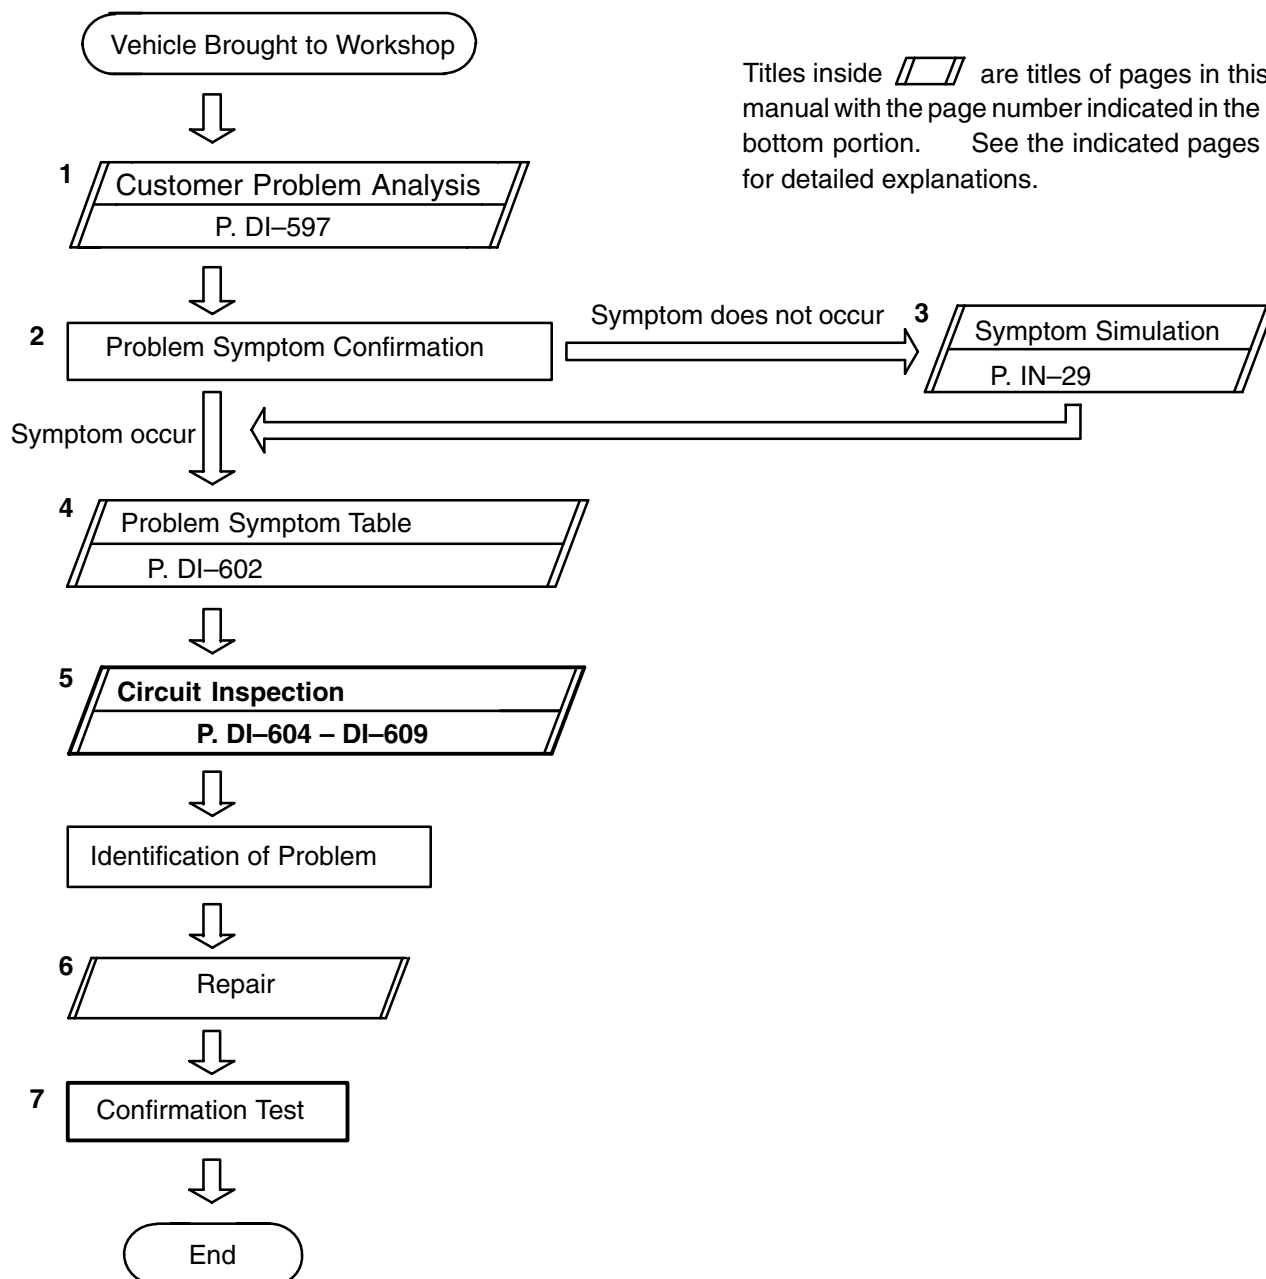 Vehicle Brought to Workshop
Titles inside are titles of pages in this
manual with the page number indicated in the
bottom portion. See the indicated pages
for detailed explanations.
1
Customer Problem Analysis
P. DI–597
2
Problem Symptom Confirmation
Symptom does not occur
3
Symptom Simulation
P. IN–29
Symptom occur
4
Problem Symptom Table
P. DI–602
5
Circuit Inspection
P. DI–604 – DI–609
Identification of Problem
6
Repair
7
Confirmation Test
End